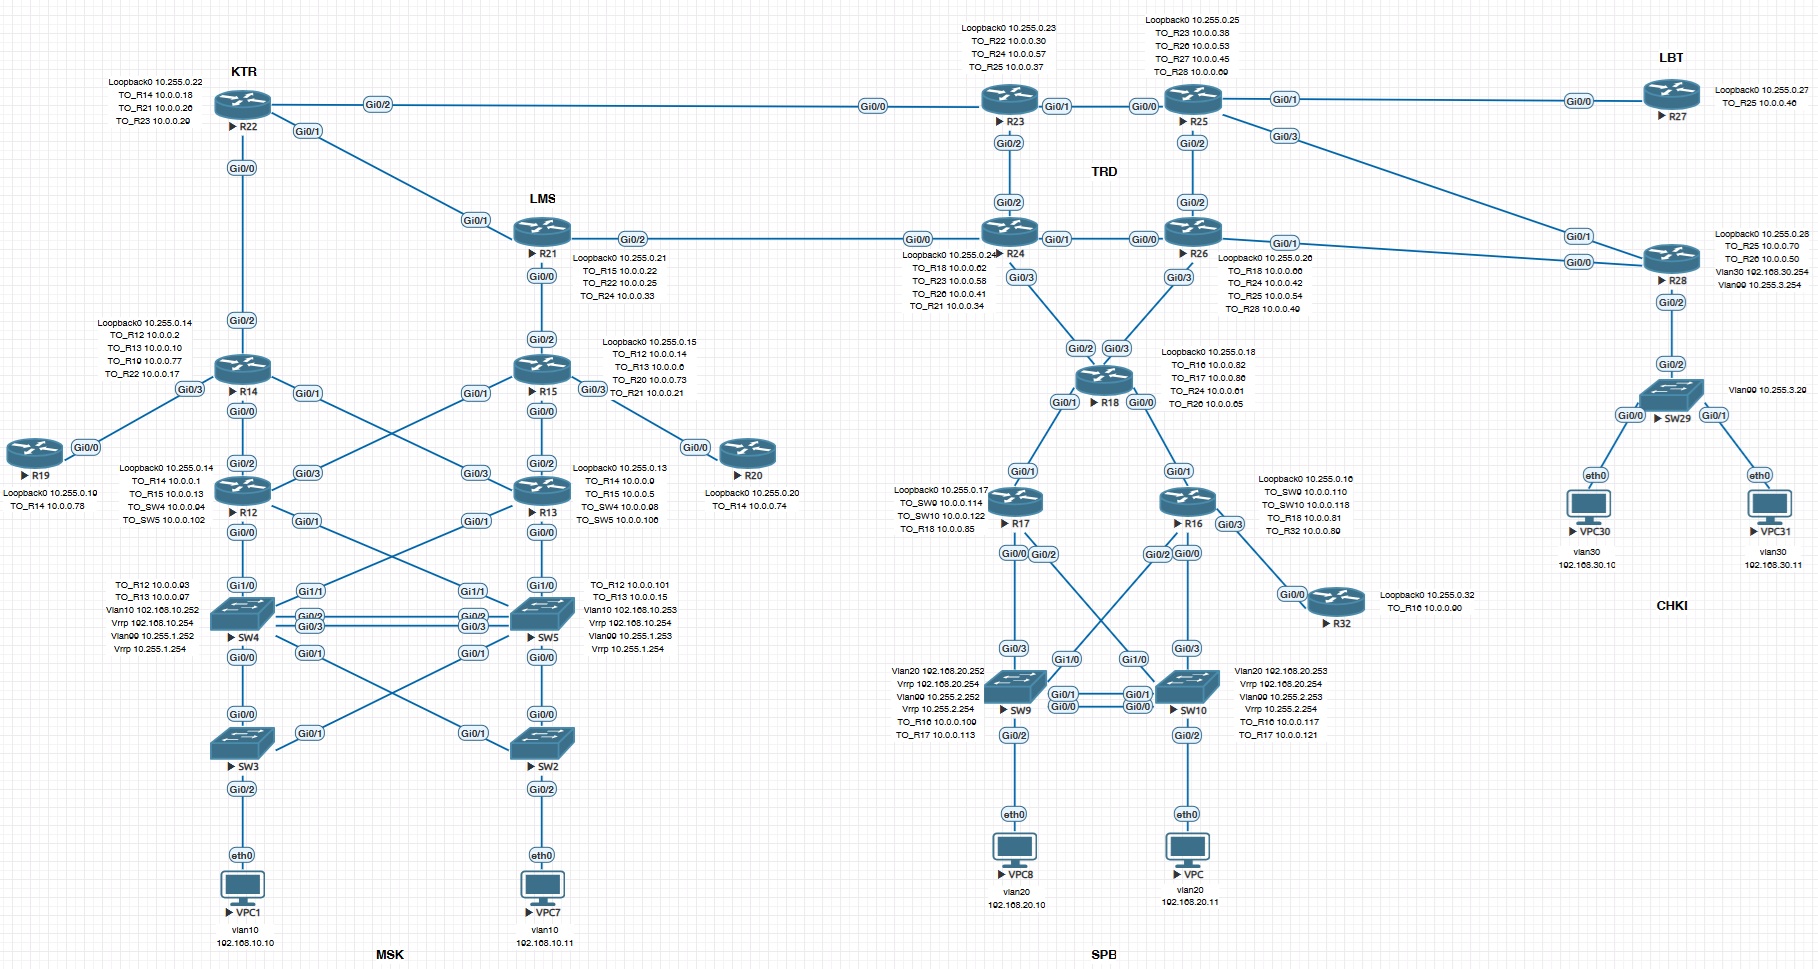 KTR
Loopback0 10.255.0.22
TO_R14 10.0.0.18
TO_R21 10.0.0.26
TO_R23 10.0.0.29
R22
Gi0/2
Gi0/1
Gi0/0
Loopback0 10.255.0.23
TO_R22 10.0.0.30
TO_R24 10.0.0.57
TO_R25 10.0.0.37
Gi0/0
R23
Gi0/1
Gi0/2
Loopback0 10.255.0.25
TO_R23 10.0.0.38
TO_R26 10.0.0.53
TO_R27 10.0.0.45
TO_R28 10.0.0.69
Gi0/0
R25
Gi0/1
Gi0/3
Gi0/2
LBT
Gi0/0
R27
Loopback0 10.255.0.27
TO_R25 10.0.0.46
TRD
LMS
Gi0/1
R21
Gi0/2
Gi0/0
Loopback0 10.255.0.21
TO_R15 10.0.0.22
TO_R22 10.0.0.25
TO_R24 10.0.0.33
Gi0/2
Gi0/0
R24
Gi0/1
Gi0/3
Loopback0 10.255.0.24
TO_R18 10.0.0.62
TO_R23 10.0.0.58
TO_R26 10.0.0.41
TO_R21 10.0.0.34
Gi0/2
Gi0/0
R26
Gi0/1
Gi0/3
Loopback0 10.255.0.26
TO_R18 10.0.0.66
TO_R24 10.0.0.42
TO_R25 10.0.0.54
TO_R28 10.0.0.49
Gi0/1
Gi0/0
R28
Gi0/2
Loopback0 10.255.0.28
TO_R25 10.0.0.70
TO_R26 10.0.0.50
Vlan30 192.168.30.254
Vlan99 10.255.3.254
Loopback0 10.255.0.14
TO_R12 10.0.0.2
TO_R13 10.0.0.10
TO_R19 10.0.0.77
TO_R22 10.0.0.17
Gi0/2
Gi0/3
R14
Gi0/1
Gi0/0
Gi0/2
Gi0/1
R15
Gi0/3
Gi0/0
Loopback0 10.255.0.15
TO_R12 10.0.0.14
TO_R13 10.0.0.6
TO_R20 10.0.0.73
TO_R21 10.0.0.21
Gi0/2
Gi0/3
R18
Gi0/1
Gi0/0
Loopback0 10.255.0.18
TO_R16 10.0.0.82
TO_R17 10.0.0.86
TO_R24 10.0.0.61
TO_R26 10.0.0.65
Gi0/2
SW29
Gi0/0
Gi0/1
Vlan99 10.255.3.29
Gi0/0
R19
Loopback0 10.255.0.19
TO_R14 10.0.0.78
Gi0/0
R20
Loopback0 10.255.0.20
TO_R14 10.0.0.74
Loopback0 10.255.0.14
TO_R14 10.0.0.1
TO_R15 10.0.0.13
TO_SW4 10.0.0.94
TO_SW5 10.0.0.102
Gi0/2
Gi0/3
R12
Gi0/1
Gi0/0
Gi0/3
Gi0/2
R13
Gi0/1
Gi0/0
Loopback0 10.255.0.13
TO_R14 10.0.0.9
TO_R15 10.0.0.5
TO_SW4 10.0.0.98
TO_SW5 10.0.0.106
Loopback0 10.255.0.17
TO_SW9 10.0.0.114
TO_SW10 10.0.0.122
TO_R18 10.0.0.85
Gi0/1
R17
Gi0/0
Gi0/2
Gi0/1
R16
Gi0/3
Gi0/2
Gi0/0
Loopback0 10.255.0.16
TO_SW9 10.0.0.110
TO_SW10 10.0.0.118
TO_R18 10.0.0.81
TO_R32 10.0.0.89
eth0
VPC30
vlan30
192.168.30.10
eth0
VPC31
vlan30
192.168.30.11
Gi0/0
R32
Loopback0 10.255.0.32
TO_R16 10.0.0.90
CHKI
TO_R12 10.0.0.93
TO_R13 10.0.0.97
Vlan10 102.168.10.252
Vrrp 192.168.10.254
Vlan99 10.255.1.252
Vrrp 10.255.1.254
Gi1/0
Gi1/1
Gi0/2
Gi0/3
SW4
Gi0/1
Gi0/0
Gi1/1
Gi1/0
Gi0/2
Gi0/3
SW5
Gi0/1
Gi0/0
TO_R12 10.0.0.101
TO_R13 10.0.0.15
Vlan10 102.168.10.253
Vrrp 192.168.10.254
Vlan99 10.255.1.253
Vrrp 10.255.1.254
Vlan20 192.168.20.252
Vrrp 192.168.20.254
Vlan99 10.255.2.252
Vrrp 10.255.2.254
TO_R16 10.0.0.109
TO_R17 10.0.0.113
Gi0/3
Gi1/0
Gi0/1
Gi0/0
SW9
Gi0/2
Gi0/3
Gi1/0
Gi0/1
Gi0/0
SW10
Gi0/2
Vlan20 192.168.20.253
Vrrp 192.168.20.254
Vlan99 10.255.2.253
Vrrp 10.255.2.254
TO_R16 10.0.0.117
TO_R17 10.0.0.121
Gi0/0
Gi0/1
SW3
Gi0/2
Gi0/1
Gi0/0
SW2
Gi0/2
eth0
VPC1
vlan10
192.168.10.10
eth0
VPC7
vlan10
192.168.10.11
eth0
VPC8
vlan20
192.168.20.10
eth0
VPC
vlan20
192.168.20.11
MSK
SPB